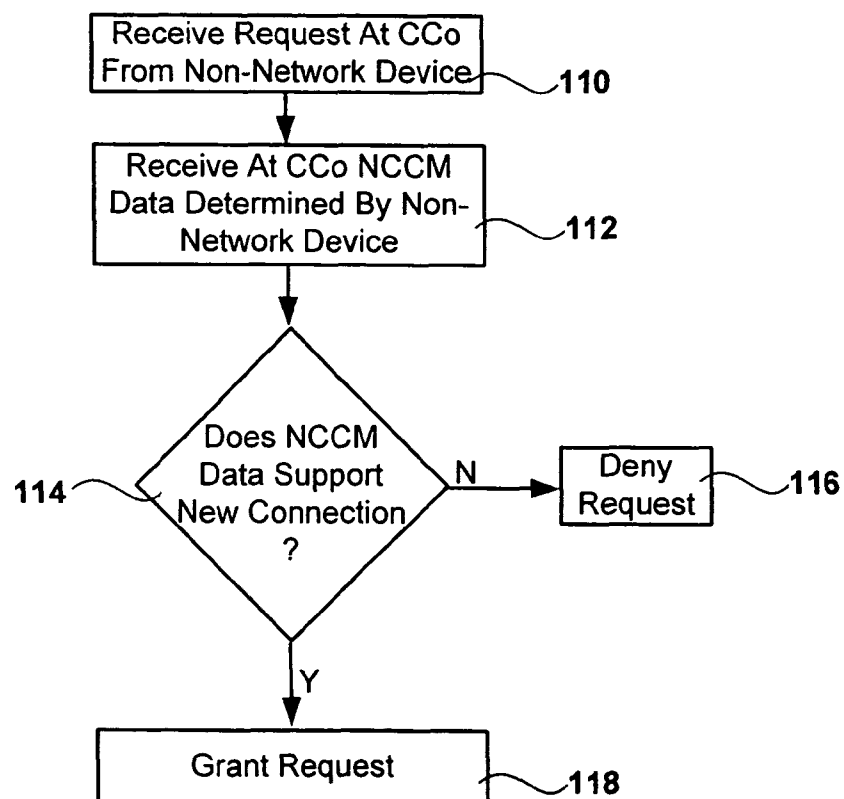 Receive Request At CCo
From Non-Network Device
110
Receive At CCo NCCM
Data Determined By Non-
Network Device
112
Does NCCM
Data Support
New Connection
?
114
N
Deny
Request
116
Y
Grant Request
118